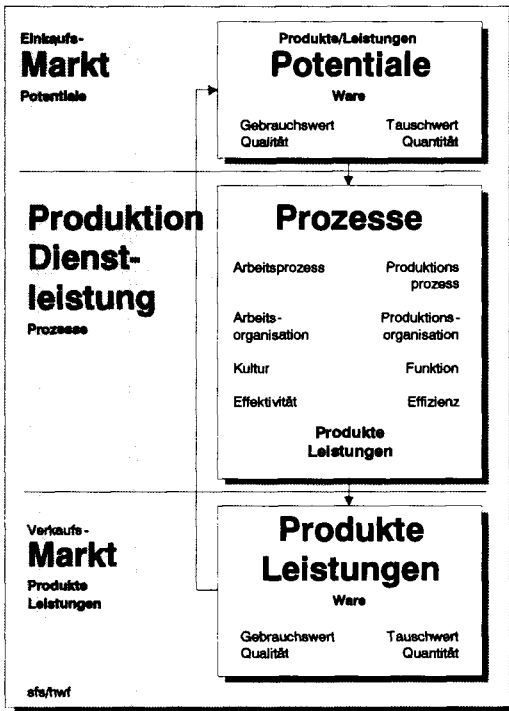 Einkaufs-
Markt
Potentiale
Produkte/Leistungen
Potentiale
Ware
Gebrauchswert Tauschwert
Qualität Quantität
Produktion
Dienst-
leistung
Prozesse
Prozesse
Arbeitsprozess Produktions
prozess
Arbeits- Produktions-
organisation organisation
Kultur Funktion
Effektivität Effizienz
Produkte
Leistungen
Verkaufs-
Markt
Produkte
Leistungen
Produkte
Leistungen
Ware
Gebrauchswert Tauschwert
Qualität Quantität
sfs/hwf